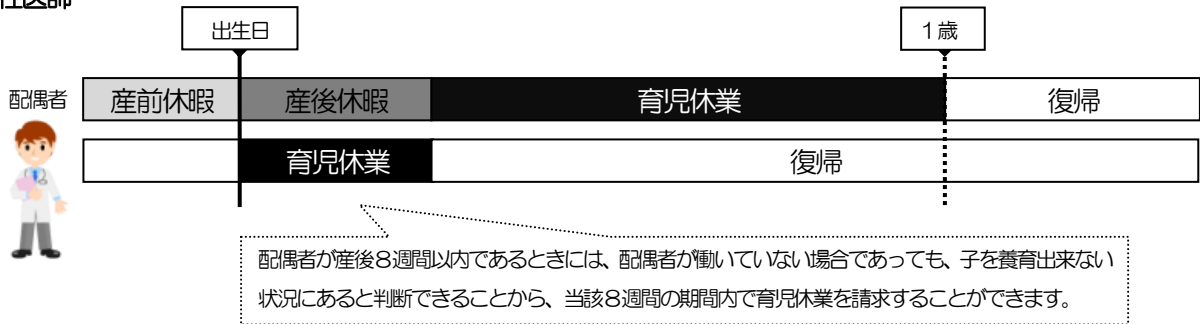 出生日
1歳
配偶者
産前休暇
産後休暇
育児休業
復帰
育児休業
復帰
配偶者が産後8週間以内であるときには、配偶者が働いていない場合であっても、子を養育出来ない
状況にあると判断できることから、当該8週間の期間内で育児休業を請求することができます。